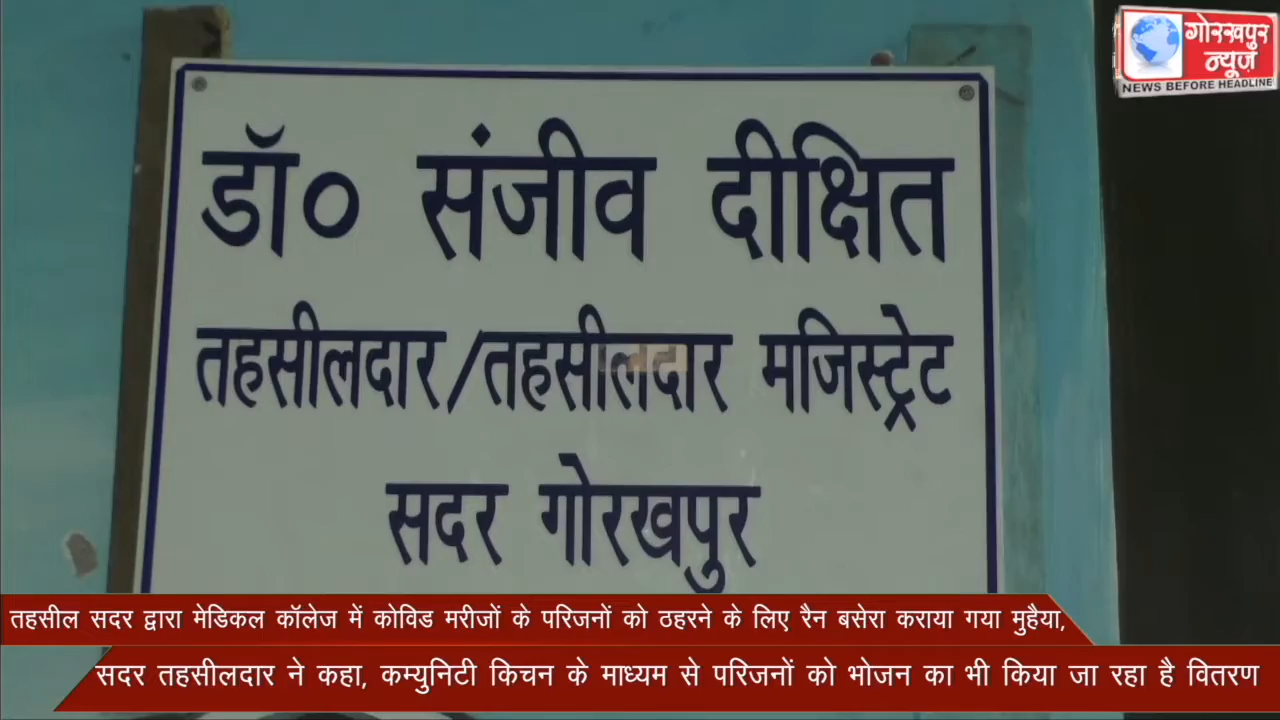 गोरखपुर
न्यूज़
NEWS BEFORE HEADLINE
डॉ० संजीव दीक्षित
तहसीलदार/तहसीलदार मजिस्ट्रेट
सदर गोरखपुर
तहसील सदर द्वारा मेडिकल कॉलेज में कोविड मरीजों के परिजनों को ठहरने के लिए रैन बसेरा कराया गया मुहैया,
सदर तहसीलदार ने कहा, कम्युनिटी किचन के माध्यम से परिजनों को भोजन का भी किया जा रहा है वितरण